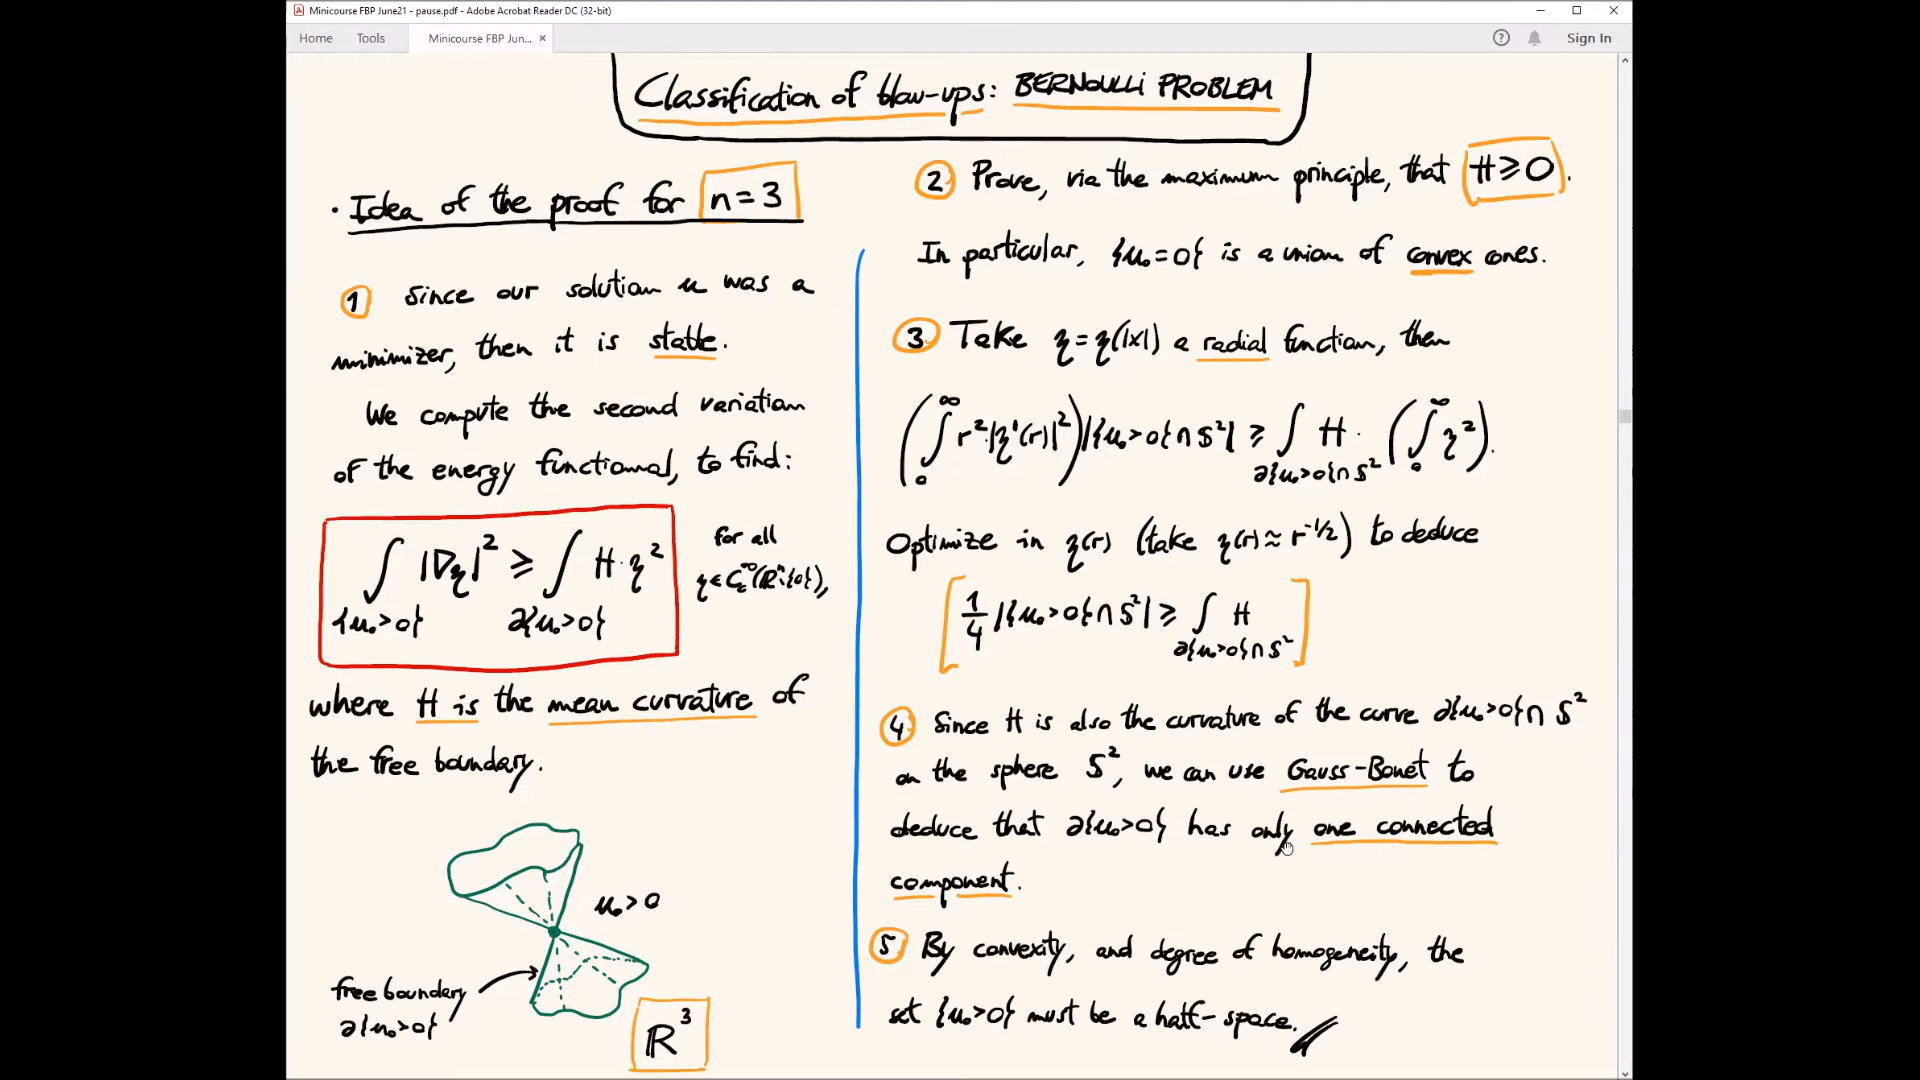 Minicourse FBP June21 - pause.pdf - Adobe Acrobat Reader DC (32-bit)
Home Tools Minicourse FBP Jun... × Sign In
Classification of blow-ups: BERNOULLI PROBLEM
· Idea of the proof for n=3
① Since our solution u was a
minimizer, then it is stable.
We compute the second variation
of the energy functional, to find:
∫_{{u₀>0}} |∇η|² ≥ ∫_{∂{u₀>0}} H·η² for all η ∈ C_c^∞(ℝⁿ\{0}),
where H is the mean curvature of
the free boundary.
u₀>0
free boundary
∂{u₀>0}
ℝ³
② Prove, via the maximum principle, that H≥0.
In particular, {u₀=0} is a union of convex cones.
③ Take η=η(|x|) a radial function, then
(∫₀^∞ r²|η'(r)|²)|{u₀>0}∩S²| ≥ ∫_{∂{u₀>0}∩S²} H · (∫₀^∞ η²).
Optimize in η(r) (take η(r)≈r^{-1/2}) to deduce
[1/4 |{u₀>0}∩S²| ≥ ∫_{∂{u₀>0}∩S²} H]
④ Since H is also the curvature of the curve ∂{u₀>0}∩S²
on the sphere S², we can use Gauss-Bonet to
deduce that ∂{u₀>0} has only one connected
component.
⑤ By convexity, and degree of homogeneity, the
set {u₀>0} must be a half-space.